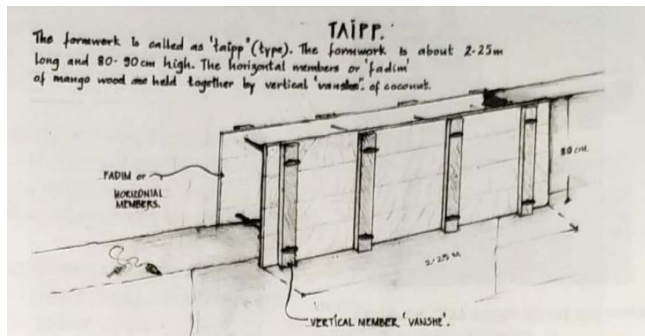 TAIPP.
The formwork is called as 'taipp' (type). The formwork is about 2-25m
long and 80-90cm high. The horizontal members or 'fadim'
of mango wood are held together by vertical 'vanshe' of coconut.
FADIM or
HORIZONTAL
MEMBERS.
80 cm.
2-25 m
VERTICAL MEMBER 'VANSHE'.